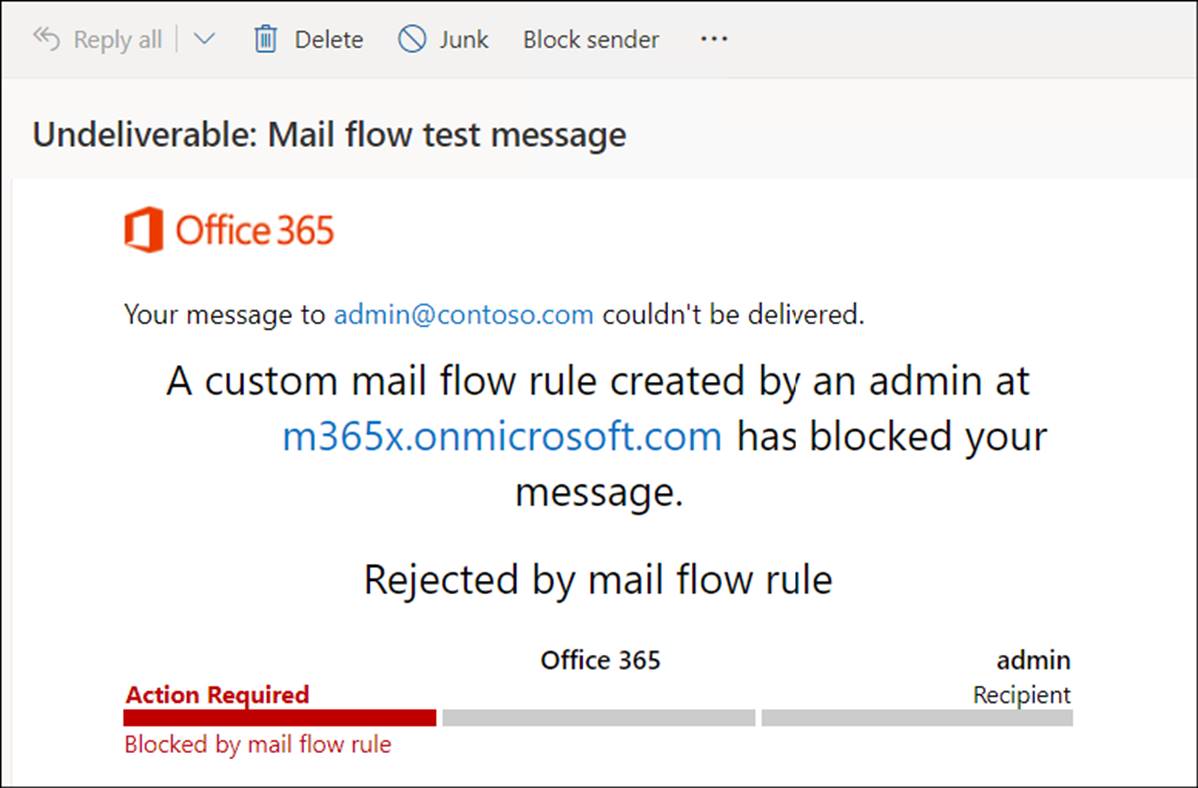 Reply all Delete Junk Block sender ...
Undeliverable: Mail flow test message
Office 365
Your message to admin@contoso.com couldn't be delivered.
A custom mail flow rule created by an admin at
m365x.onmicrosoft.com has blocked your
message.
Rejected by mail flow rule
Office 365 admin
Action Required Recipient
Blocked by mail flow rule